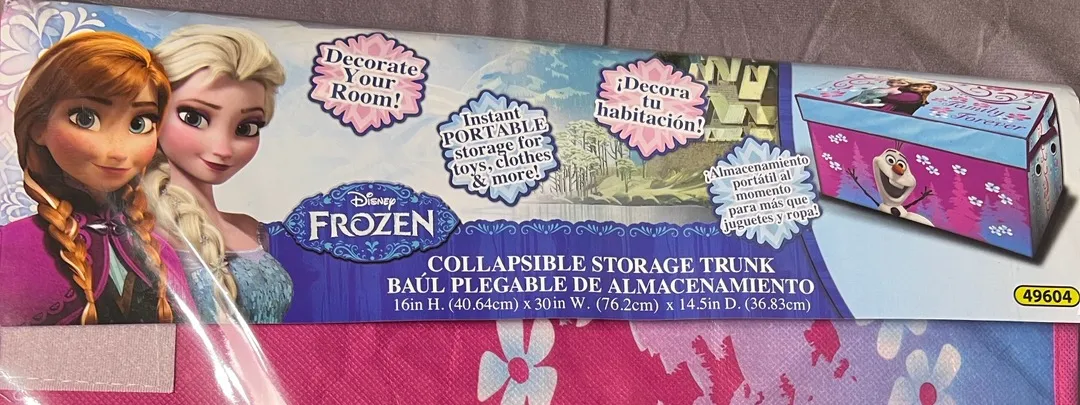 Decorate
Your
Room!
Instant
PORTABLE
storage for
toys, clothes
& more!
¡Decora
tu
habitación!
¡Almacenamiento
portátil al
momento
para más que
juguetes y ropa!
Disney
FROZEN
COLLAPSIBLE STORAGE TRUNK
BAÚL PLEGABLE DE ALMACENAMIENTO
16in H. (40.64cm) x 30in W. (76.2cm) x 14.5in D. (36.83cm)
Family
Forever
49604